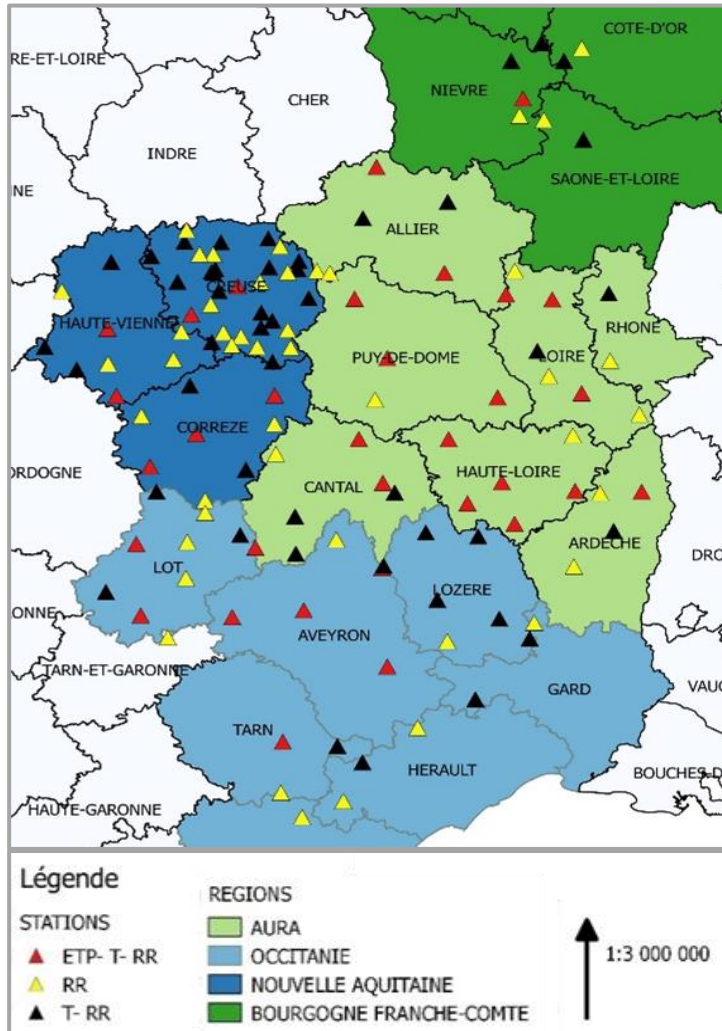 COTE-D'OR
RE-ET-LOIRE
CHER
NIEVRE
INDRE
NE
SAONE-ET-LOIRE
ALLIER
CREUSE
HAUTE-VIENNE
RHONE
PUY-DE-DOME
LOIRE
CORREZE
ORDOGNE
HAUTE-LOIRE
CANTAL
ARDECHE
DRO
LOT
LOZERE
ONNE
AVEYRON
TARN-ET-GARONNE
GARD
VAUC
TARN
HERAULT
BOUCHES-D
HAUTE-GARONNE
Légende
STATIONS
ETP- T- RR
RR
T- RR
REGIONS
AURA
OCCITANIE
NOUVELLE AQUITAINE
BOURGOGNE FRANCHE-COMTE
1:3 000 000